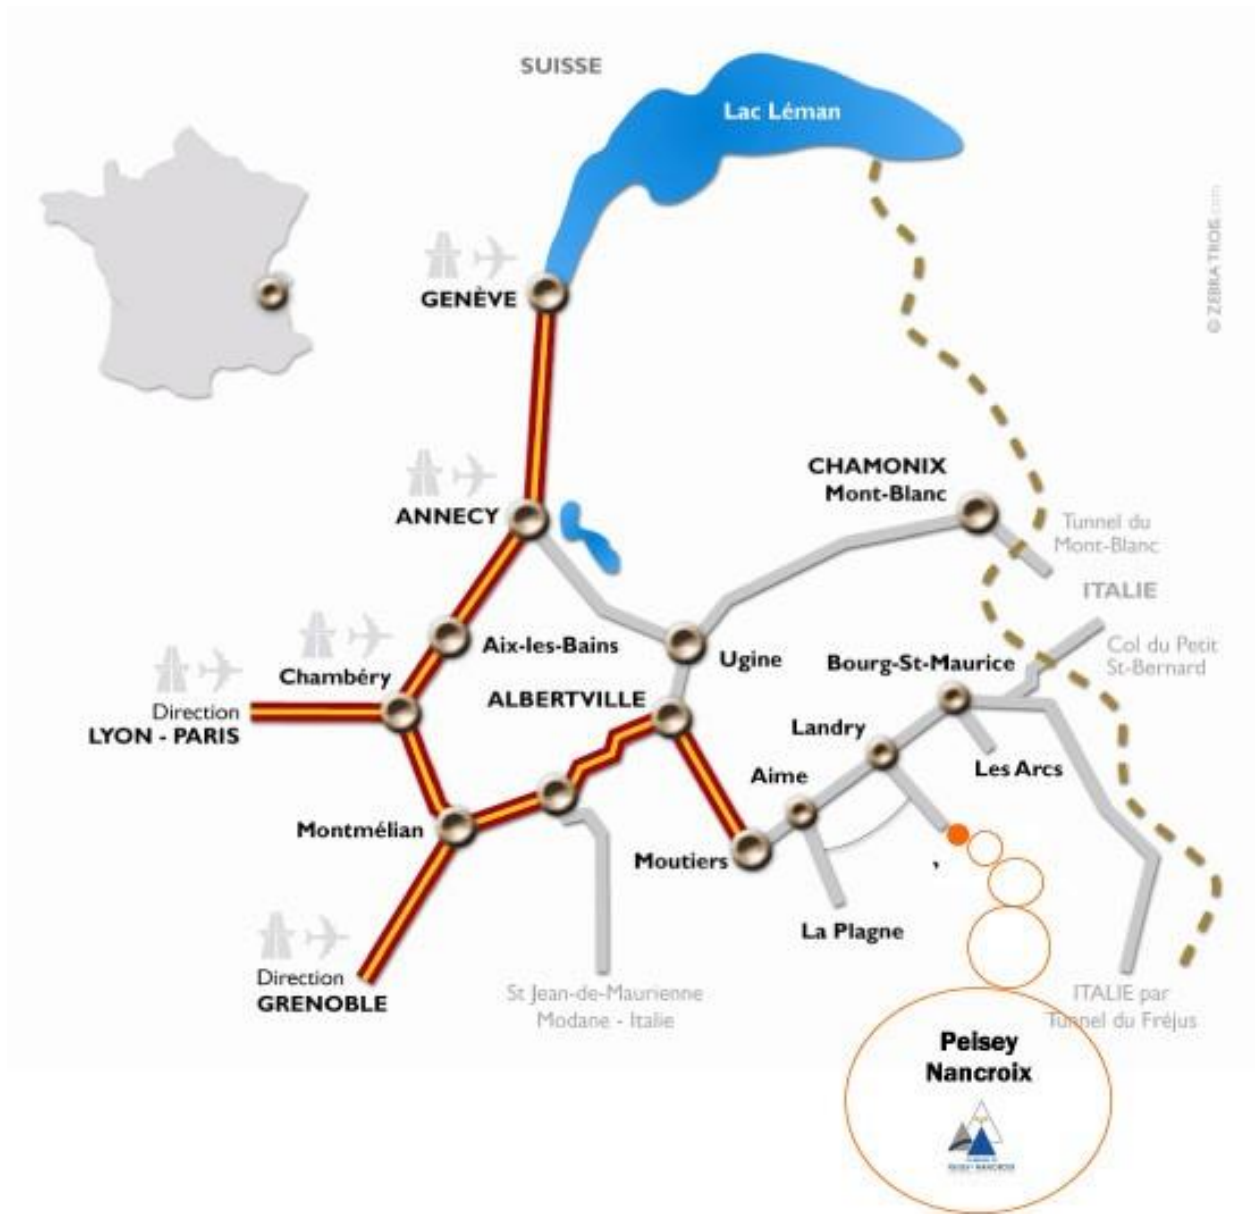 SUISSE
Lac Léman
© ZEBRA TROIS.com
GENÈVE
CHAMONIX
Mont-Blanc
ANNECY
Tunnel du
Mont-Blanc
ITALIE
Aix-les-Bains
Ugine
Bourg-St-Maurice
Col du Petit
St-Bernard
Chambéry
ALBERTVILLE
Direction
LYON - PARIS
Landry
Les Arcs
Aime
Montmélian
Moutiers
,
La Plagne
Direction
GRENOBLE
St Jean-de-Maurienne
Modane - Italie
ITALIE par
Tunnel du Fréjus
Peisey
Nancroix